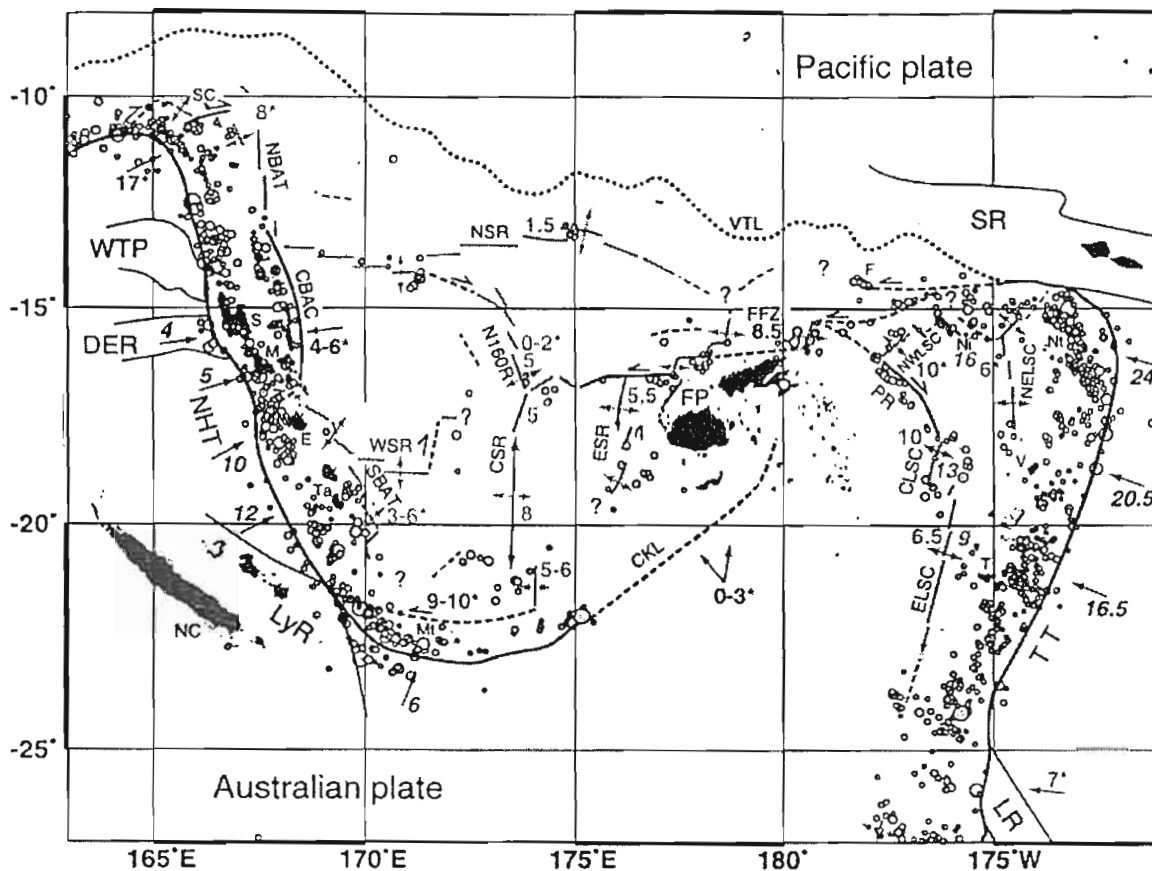 Pacific plate
-10°
SC
8*
NBAT
17*
VTL
SR
WTP
NSR
1.5
?
?
F
?
-15°
DER
4
S
M
CBAC
4-6*
N160R
0-2*
5
FFZ
8.5
NWLSC
10*
16
Ni
6
Nt
NELSC
24
5
NHT
5.5
FP
PR
10
E
WSR
?
5
ESR
4
10
13
CLSC
V
20.5
Ta
SBAT
3-6*
CSR
8
?
-20°
12
3
CKL
6.5
9
T
0-3*
?
5-6
ELSC
16.5
NC
LyR
9-10*
Mt
TT
6
-25°
Australian plate
LR
7*
165°E
170°E
175°E
180°
175°W